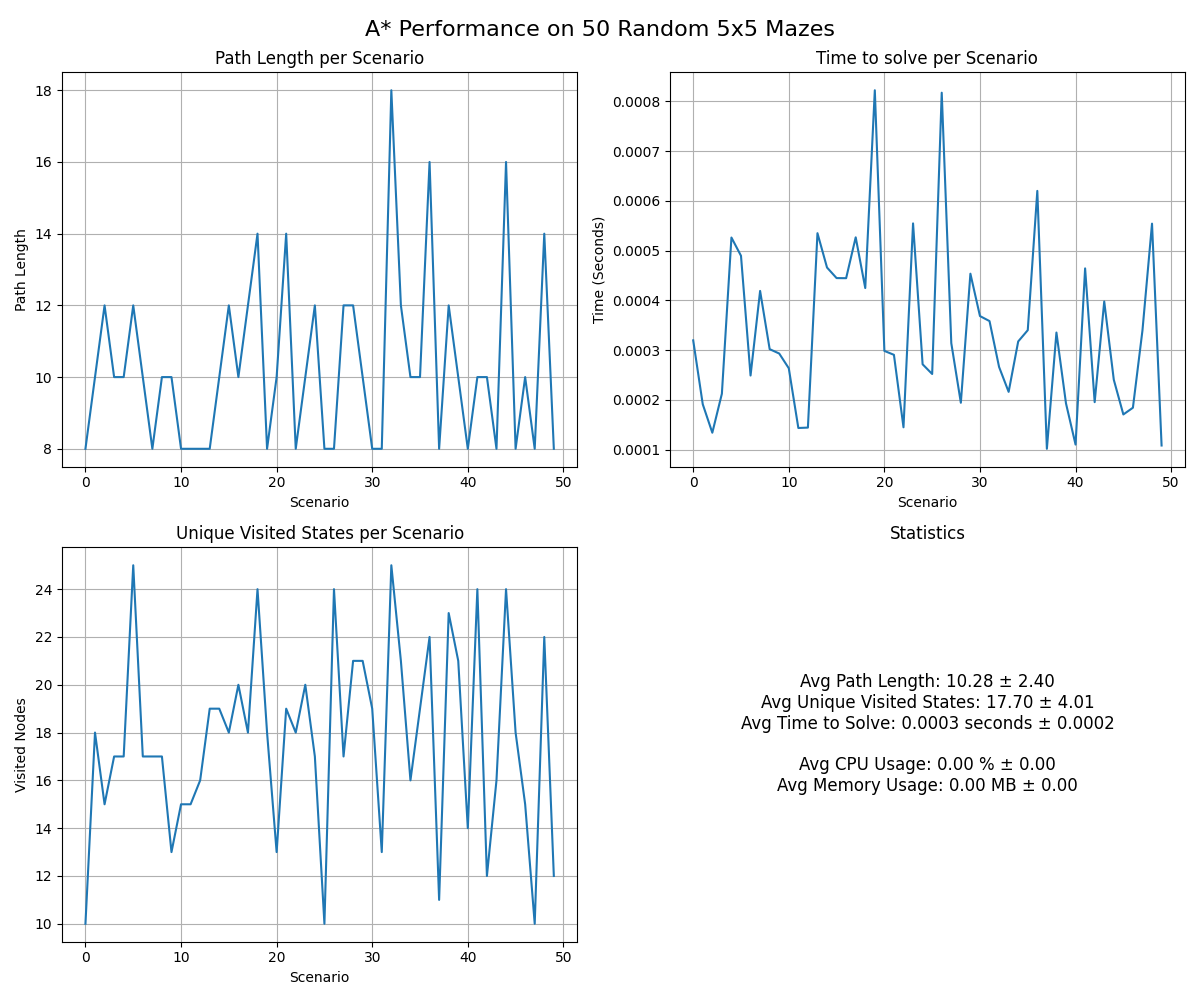 A* Performance on 50 Random 5x5 Mazes
Path Length per Scenario
18
16
14
12
10
8
Path Length
0 10 20 30 40 50
Scenario
Time to solve per Scenario
0.0008
0.0007
0.0006
0.0005
0.0004
0.0003
0.0002
0.0001
Time (Seconds)
0 10 20 30 40 50
Scenario
Unique Visited States per Scenario
24
22
20
18
16
14
12
10
Visited Nodes
0 10 20 30 40 50
Scenario
Statistics
Avg Path Length: 10.28 ± 2.40
Avg Unique Visited States: 17.70 ± 4.01
Avg Time to Solve: 0.0003 seconds ± 0.0002
Avg CPU Usage: 0.00 % ± 0.00
Avg Memory Usage: 0.00 MB ± 0.00